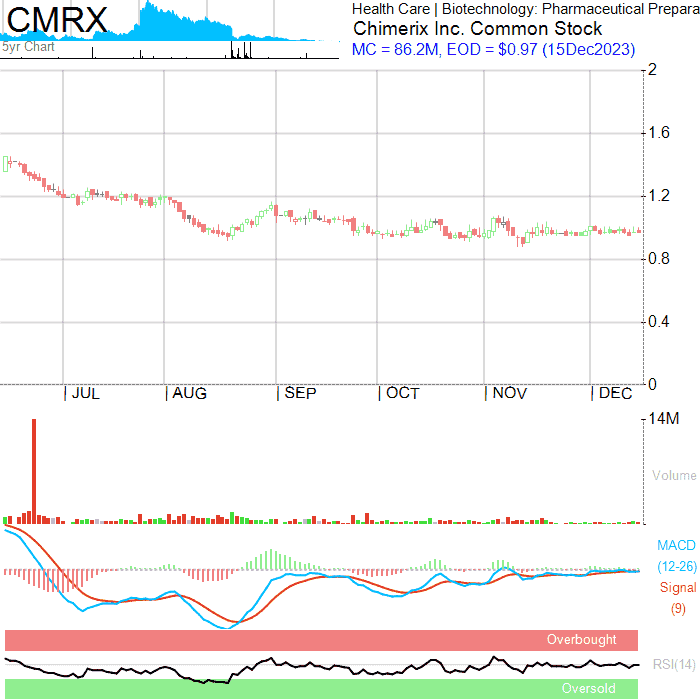 CMRX
5yr Chart
Health Care | Biotechnology: Pharmaceutical Prepara
Chimerix Inc. Common Stock
MC = 86.2M, EOD = $0.97 (15Dec2023)
2
1.6
1.2
0.8
0.4
0
| JUL | AUG | SEP | OCT | NOV | DEC
14M
Volume
MACD
(12-26)
Signal
(9)
Overbought
RSI(14)
Oversold